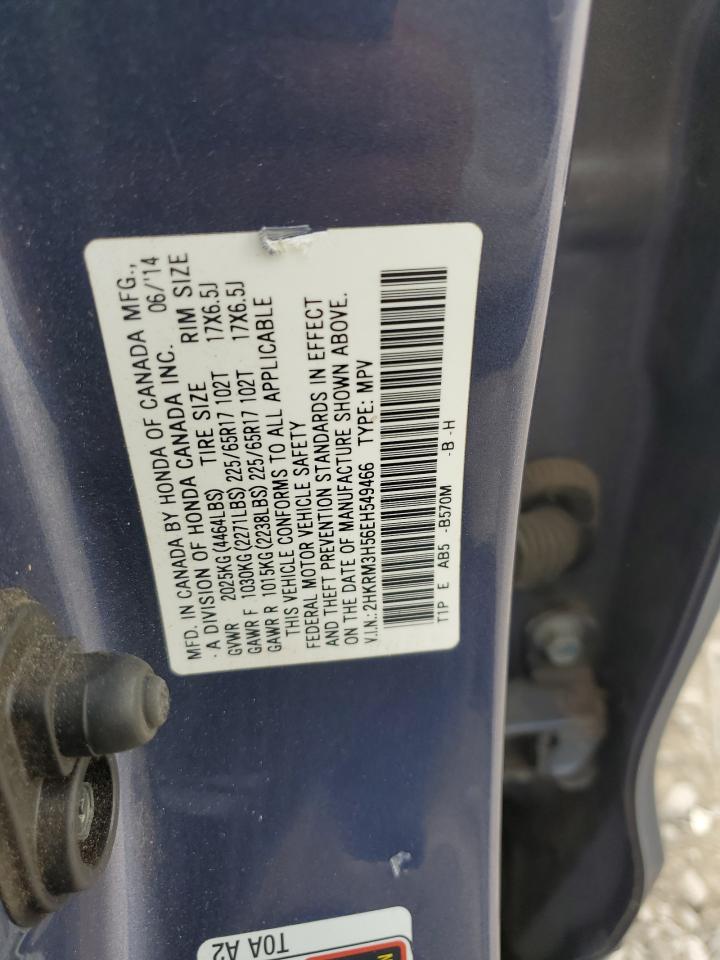 MFD. IN CANADA BY HONDA OF CANADA MFG.,
A DIVISION OF HONDA CANADA INC. 06/'14
GVWR 2025KG(4464LBS) TIRE SIZE RIM SIZE
GAWR F 1030KG(2271LBS) 225/65R17 102T 17X6.5J
GAWR R 1015KG(2238LBS) 225/65R17 102T 17X6.5J
THIS VEHICLE CONFORMS TO ALL APPLICABLE
FEDERAL MOTOR VEHICLE SAFETY
AND THEFT PREVENTION STANDARDS IN EFFECT
ON THE DATE OF MANUFACTURE SHOWN ABOVE.
V.I.N.: 2HKRM3H56EH549466 TYPE: MPV
TIP E AB5 -B570M -B -H
TOA A2